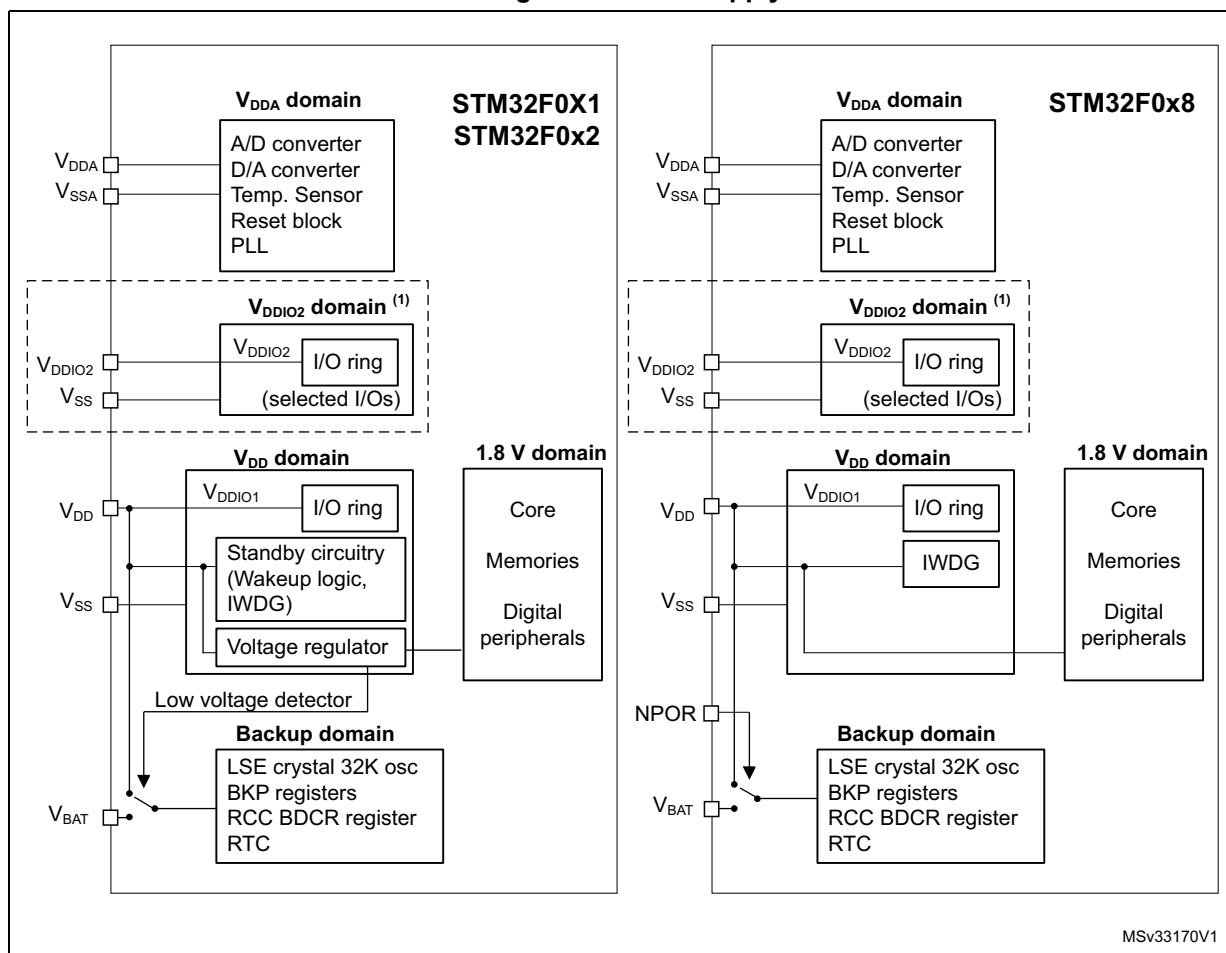 STM32F0X1
STM32F0x2
VDDA domain
A/D converter
D/A converter
Temp. Sensor
Reset block
PLL
VDDA
VSSA
VDDIO2 domain (1)
VDDIO2
I/O ring
(selected I/Os)
VDDIO2
VSS
VDD domain
VDDIO1
I/O ring
VDD
Standby circuitry
(Wakeup logic,
IWDG)
VSS
Voltage regulator
1.8 V domain
Core
Memories
Digital
peripherals
Low voltage detector
Backup domain
LSE crystal 32K osc
BKP registers
RCC BDCR register
RTC
VBAT
STM32F0x8
VDDA domain
A/D converter
D/A converter
Temp. Sensor
Reset block
PLL
VDDA
VSSA
VDDIO2 domain (1)
VDDIO2
I/O ring
(selected I/Os)
VDDIO2
VSS
VDD domain
VDDIO1
I/O ring
VDD
IWDG
VSS
1.8 V domain
Core
Memories
Digital
peripherals
NPOR
Backup domain
LSE crystal 32K osc
BKP registers
RCC BDCR register
RTC
VBAT
MSv33170V1